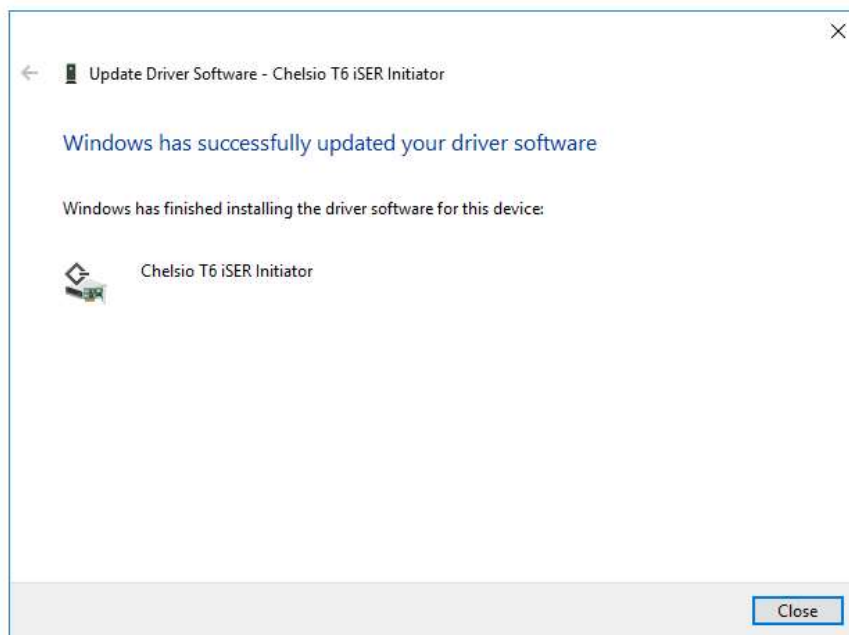 Update Driver Software - Chelsio T6 iSER Initiator
Windows has successfully updated your driver software
Windows has finished installing the driver software for this device:
Chelsio T6 iSER Initiator
Close